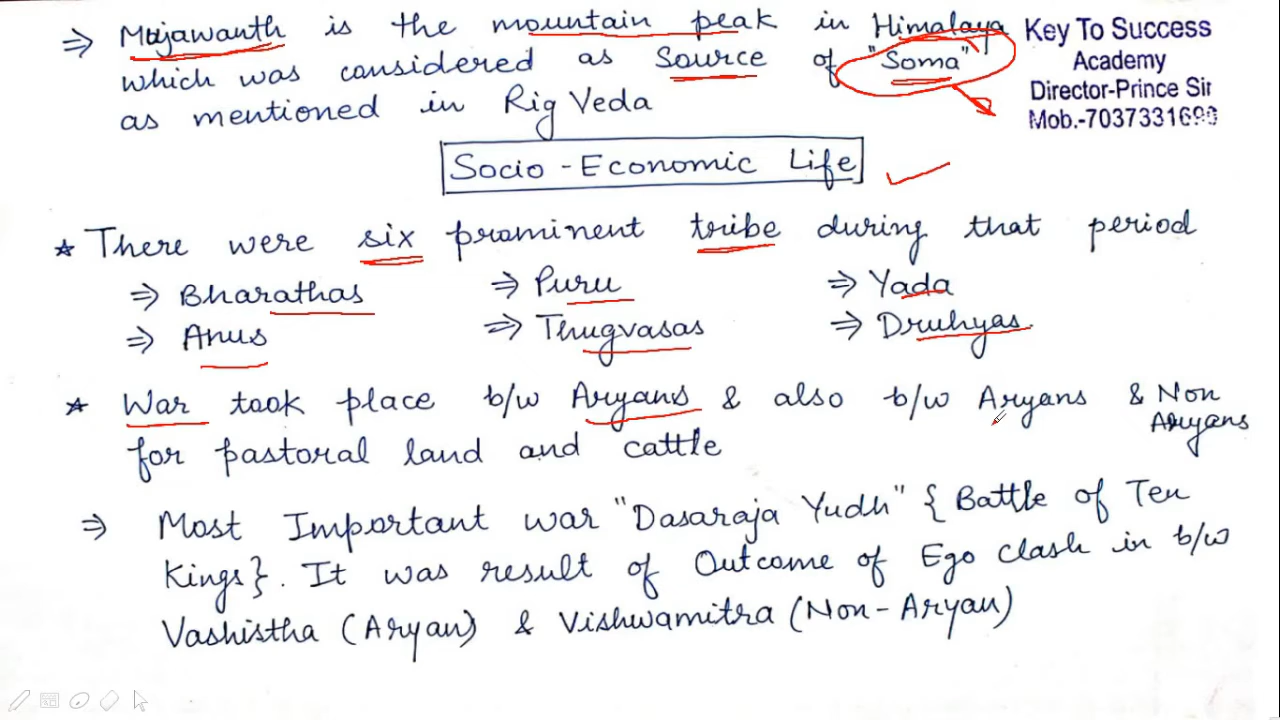 ⇒ Mujawanth is the mountain peak in Himalaya
which was considered as Source of "Soma"
as mentioned in Rig Veda
Key To Success
Academy
Director-Prince Sir
Mob.-7037331690
Socio-Economic Life
★ There were six prominent tribe during that period
⇒ Bharathas ⇒ Puru ⇒ Yada
⇒ Anus ⇒ Thugvasas ⇒ Druhyas
★ War took place b/w Aryans & also b/w Aryans & Non Aryans
for pastoral land and cattle
⇒ Most Important war "Dasaraja Yudh" {Battle of Ten
Kings}. It was result of Outcome of Ego clash in b/w
Vashistha (Aryan) & Vishwamitra (Non-Aryan)